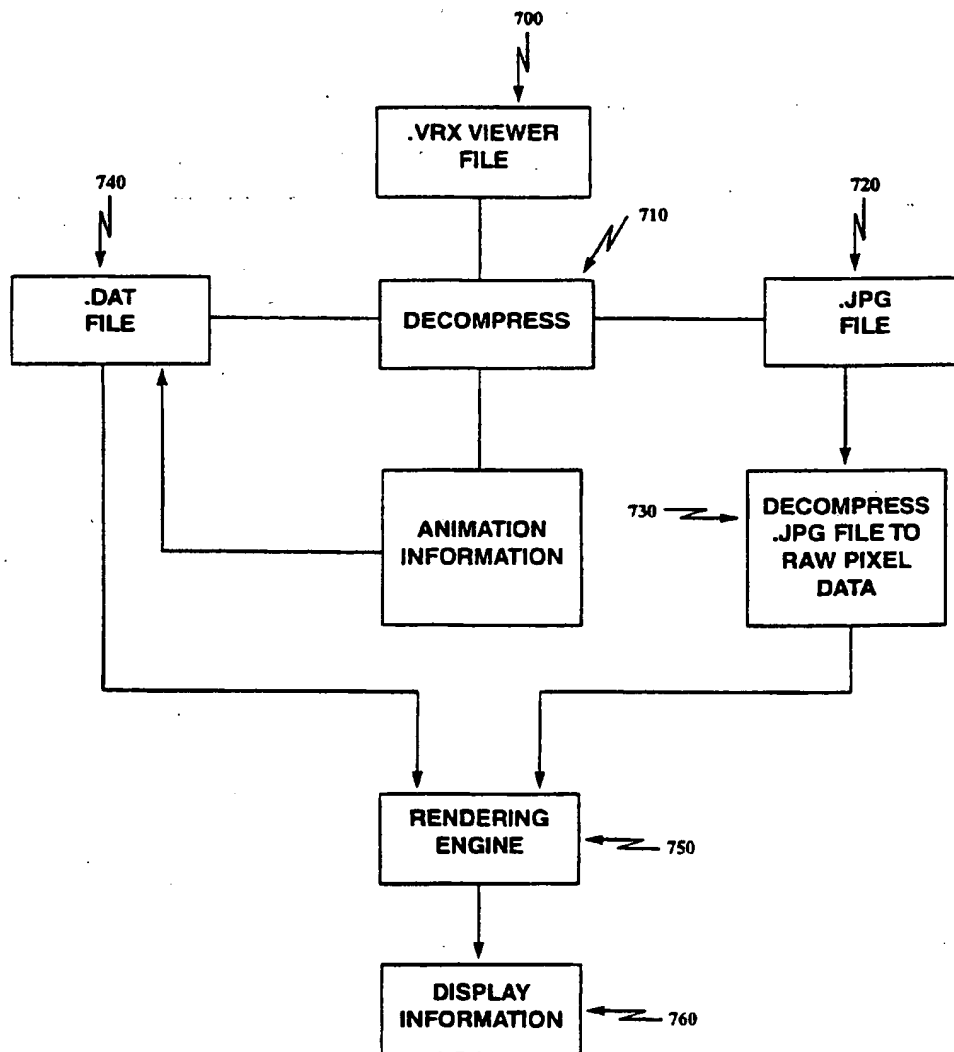 700
.VRX VIEWER
FILE
740
710
720
.DAT
FILE
DECOMPRESS
.JPG
FILE
ANIMATION
INFORMATION
730
DECOMPRESS
.JPG FILE TO
RAW PIXEL
DATA
RENDERING
ENGINE
750
DISPLAY
INFORMATION
760